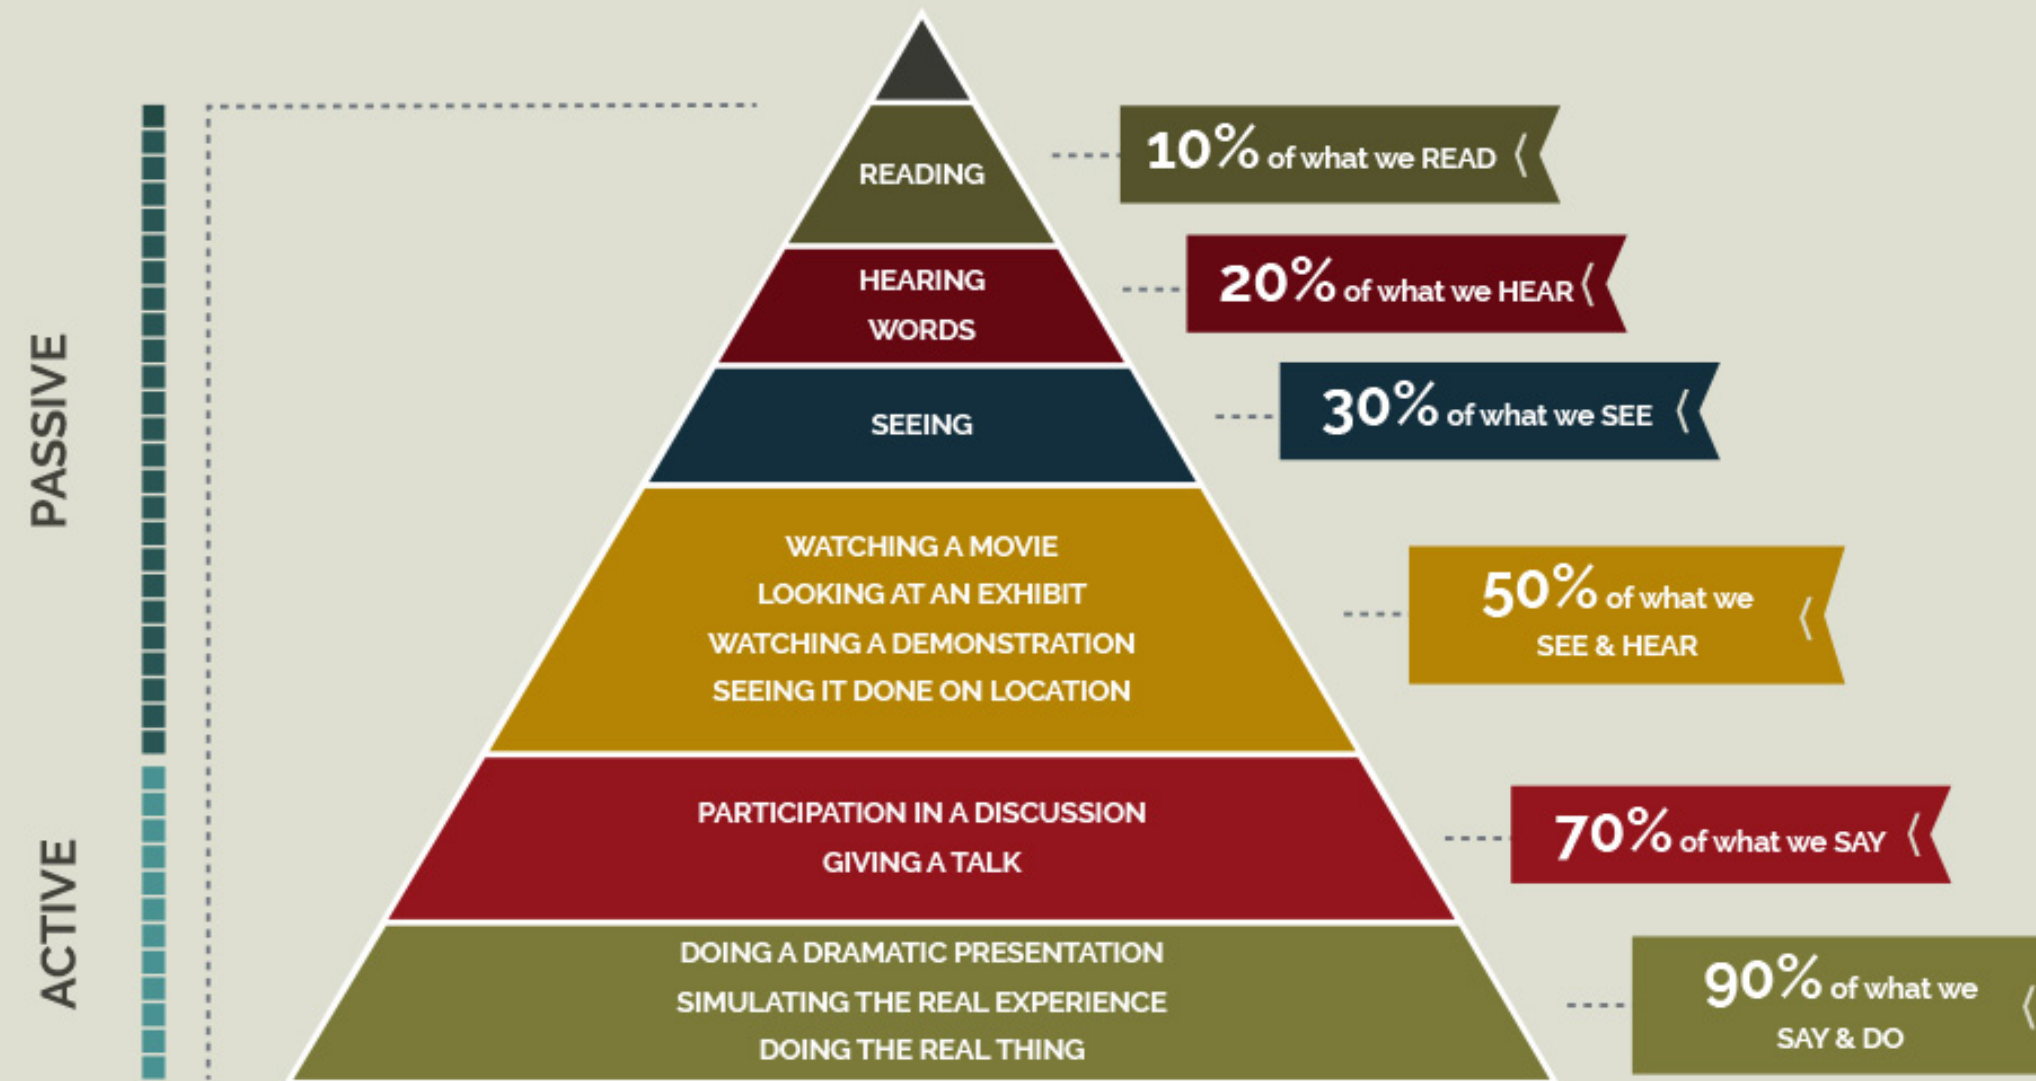 PASSIVE
ACTIVE
READING
10% of what we READ
HEARING
WORDS
20% of what we HEAR
SEEING
30% of what we SEE
WATCHING A MOVIE
LOOKING AT AN EXHIBIT
WATCHING A DEMONSTRATION
SEEING IT DONE ON LOCATION
50% of what we
SEE & HEAR
PARTICIPATION IN A DISCUSSION
GIVING A TALK
70% of what we SAY
DOING A DRAMATIC PRESENTATION
SIMULATING THE REAL EXPERIENCE
DOING THE REAL THING
90% of what we
SAY & DO